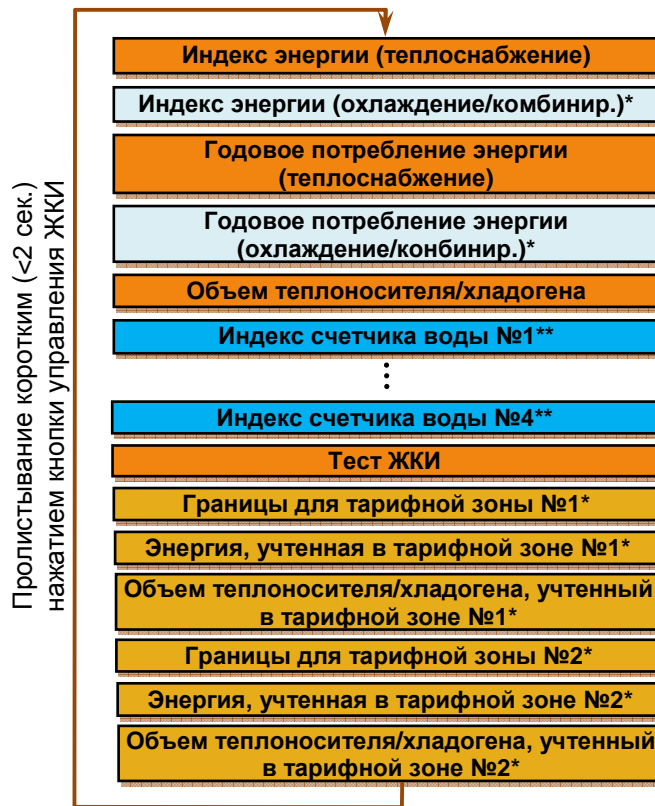 Пролистывание коротким (<2 сек.)
нажатием кнопки управления ЖКИ
Индекс энергии (теплоснабжение)
Индекс энергии (охлаждение/комбинир.)*
Годовое потребление энергии
(теплоснабжение)
Годовое потребление энергии
(охлаждение/конбинир.)*
Объем теплоносителя/хладогена
Индекс счетчика воды №1**
⋮
Индекс счетчика воды №4**
Тест ЖКИ
Границы для тарифной зоны №1*
Энергия, учтенная в тарифной зоне №1*
Объем теплоносителя/хладогена, учтенный
в тарифной зоне №1*
Границы для тарифной зоны №2*
Энергия, учтенная в тарифной зоне №2*
Объем теплоносителя/хладогена, учтенный
в тарифной зоне №2*